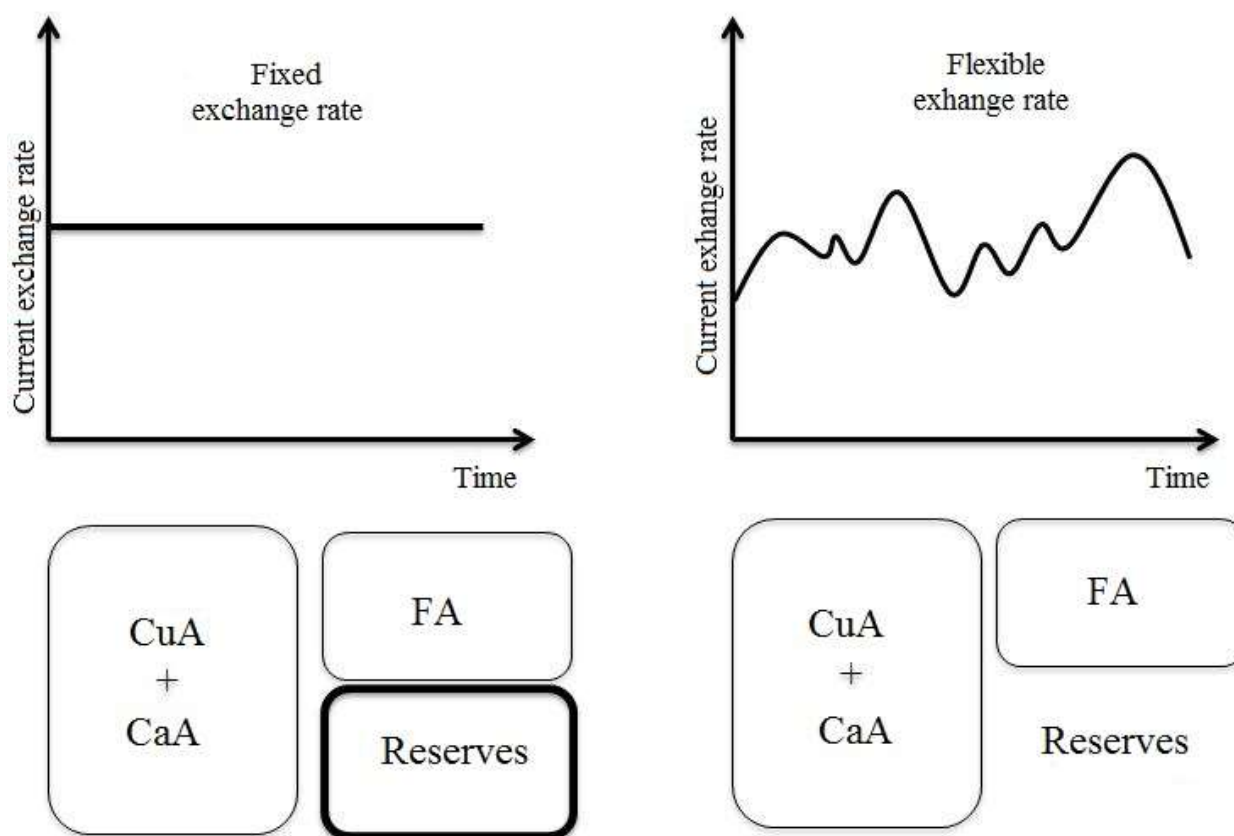 Fixed
exchange rate
Current exchange rate
Time
Flexible
exhange rate
Current exhange rate
Time
CuA
+
CaA
FA
Reserves
CuA
+
CaA
FA
Reserves